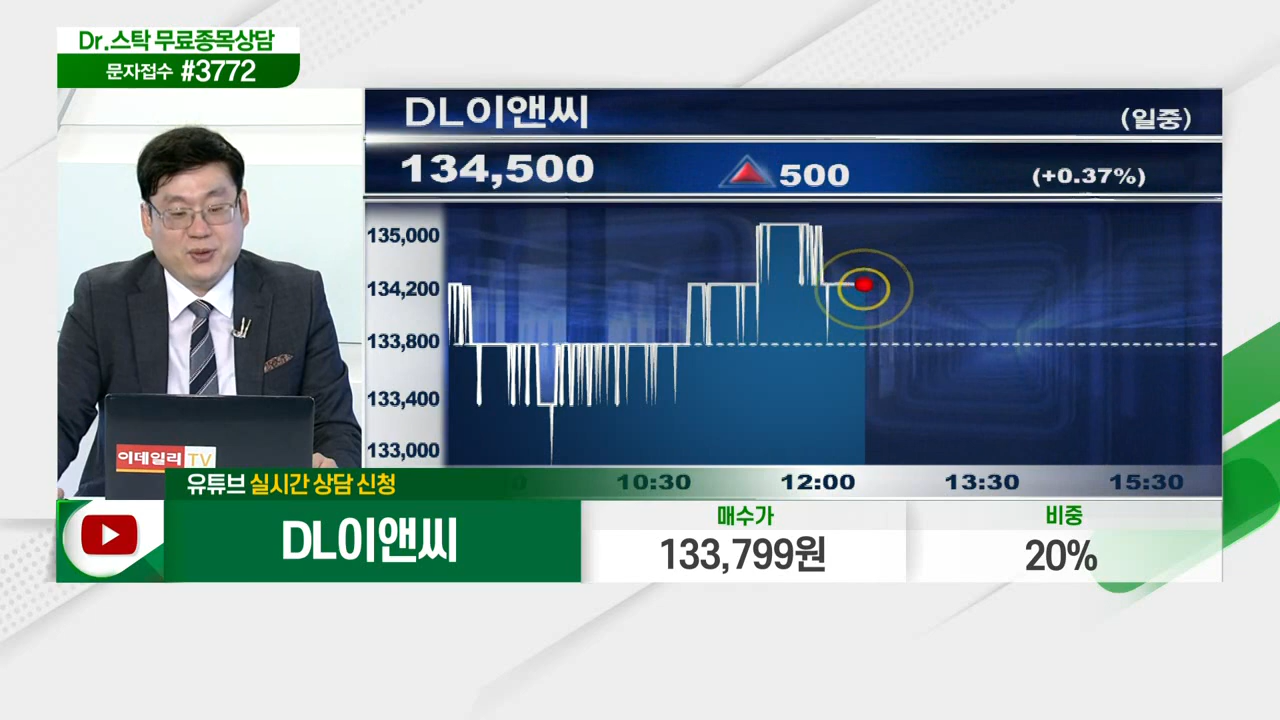 Dr.스탁 무료종목상담
문자접수 #3772
DL이앤씨
(일중)
134,500
500
(+0.37%)
135,000
134,200
133,800
133,400
133,000
0
10:30
12:00
13:30
15:30
이데일리 TV
유튜브 실시간 상담 신청
DL이앤씨
매수가
133,799원
비중
20%